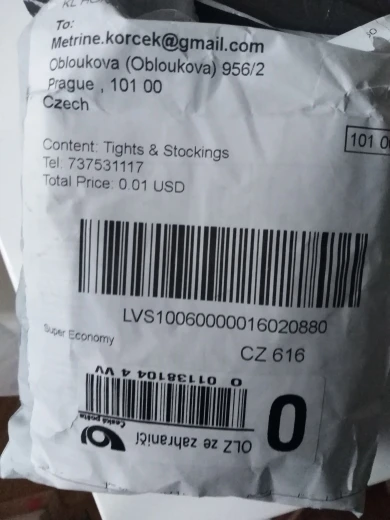 To:
Metrine.korcek@gmail.com
Obloukova (Obloukova) 956/2
Prague , 101 00
Czech
101 0
Content: Tights & Stockings
Tel: 737531117
Total Price: 0.01 USD
LVS10060000016020880
Super Economy
CZ 616
0 01138104 4 VV
Česká pošta
OLZ ze zahraničí
0